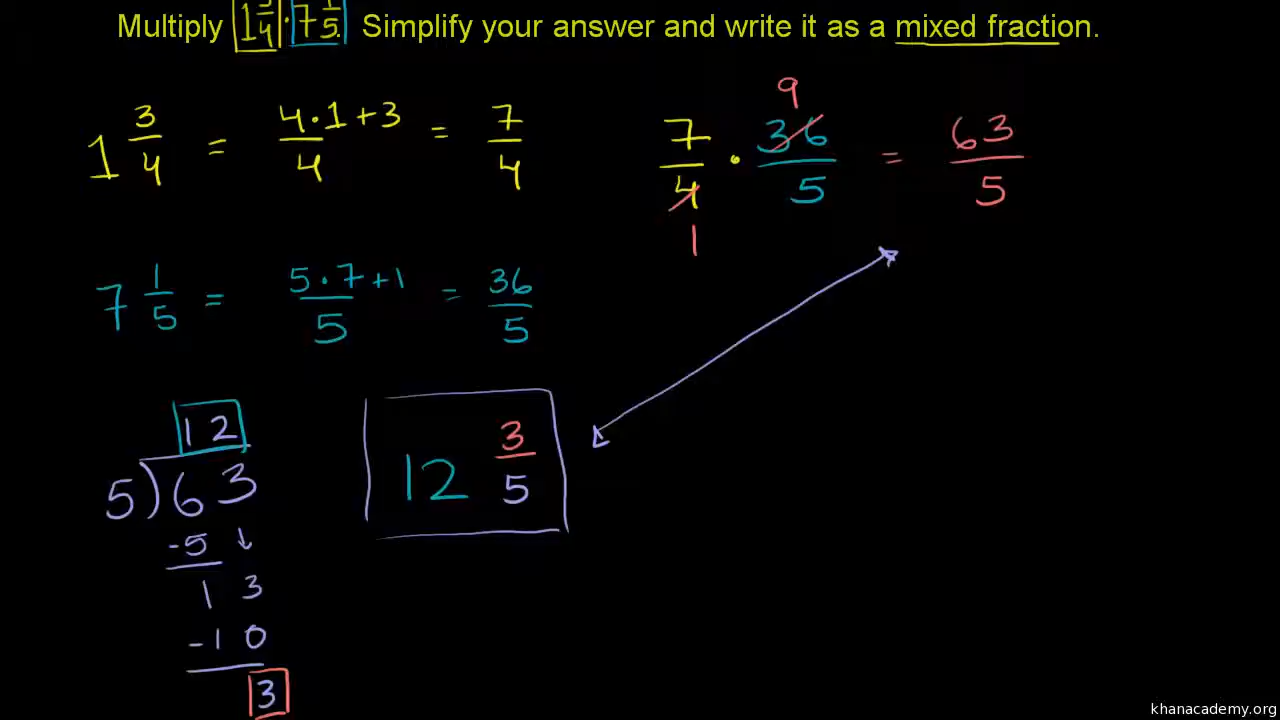 Multiply 1 3/4 · 7 1/5. Simplify your answer and write it as a mixed fraction.
1 3/4 = 4·1+3/4 = 7/4
7/4 · 36/5 = 63/5
9
1
7 1/5 = 5·7+1/5 = 36/5
12
5)63
-5↓
13
-10
3
12 3/5
khanacademy.org